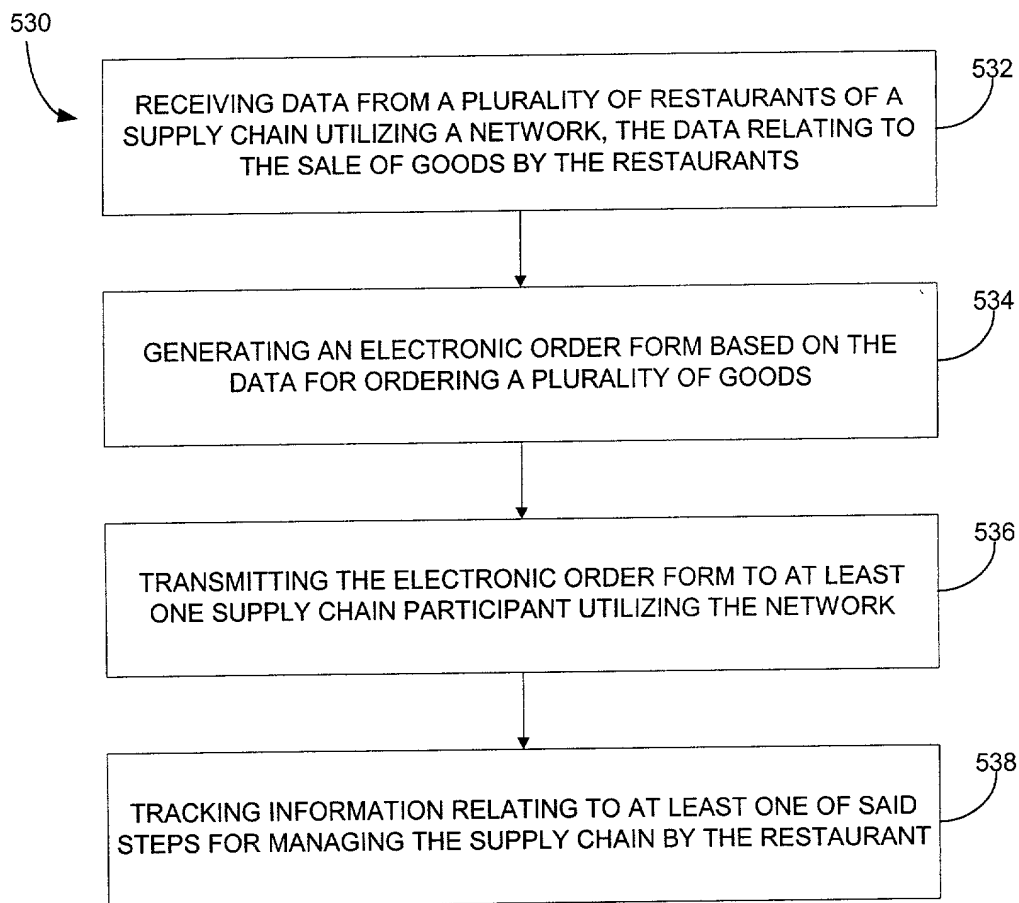 530
532
RECEIVING DATA FROM A PLURALITY OF RESTAURANTS OF A
SUPPLY CHAIN UTILIZING A NETWORK, THE DATA RELATING TO
THE SALE OF GOODS BY THE RESTAURANTS
534
GENERATING AN ELECTRONIC ORDER FORM BASED ON THE
DATA FOR ORDERING A PLURALITY OF GOODS
536
TRANSMITTING THE ELECTRONIC ORDER FORM TO AT LEAST
ONE SUPPLY CHAIN PARTICIPANT UTILIZING THE NETWORK
538
TRACKING INFORMATION RELATING TO AT LEAST ONE OF SAID
STEPS FOR MANAGING THE SUPPLY CHAIN BY THE RESTAURANT